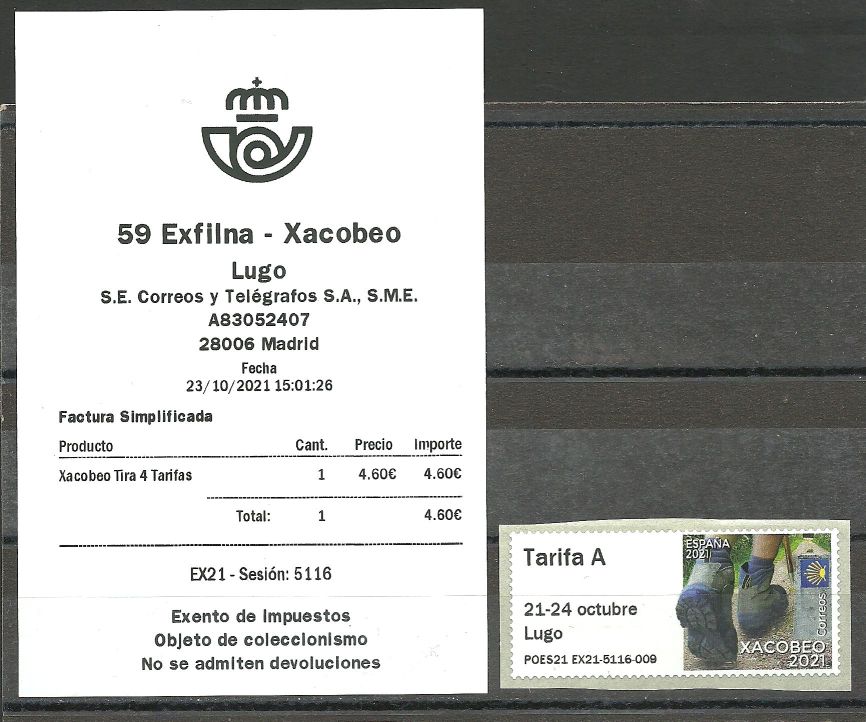 59 Exfilna - Xacobeo
Lugo
S.E. Correos y Telégrafos S.A., S.M.E.
A83052407
28006 Madrid
Fecha
23/10/2021 15:01:26
Factura Simplificada
Producto Cant. Precio Importe
Xacobeo Tira 4 Tarifas 1 4.60€ 4.60€
Total: 1 4.60€
EX21 - Sesión: 5116
Exento de Impuestos
Objeto de coleccionismo
No se admiten devoluciones
Tarifa A
21-24 octubre
Lugo
POES21 EX21-5116-009
ESPAÑA
2021
Correos
XACOBEO
2021